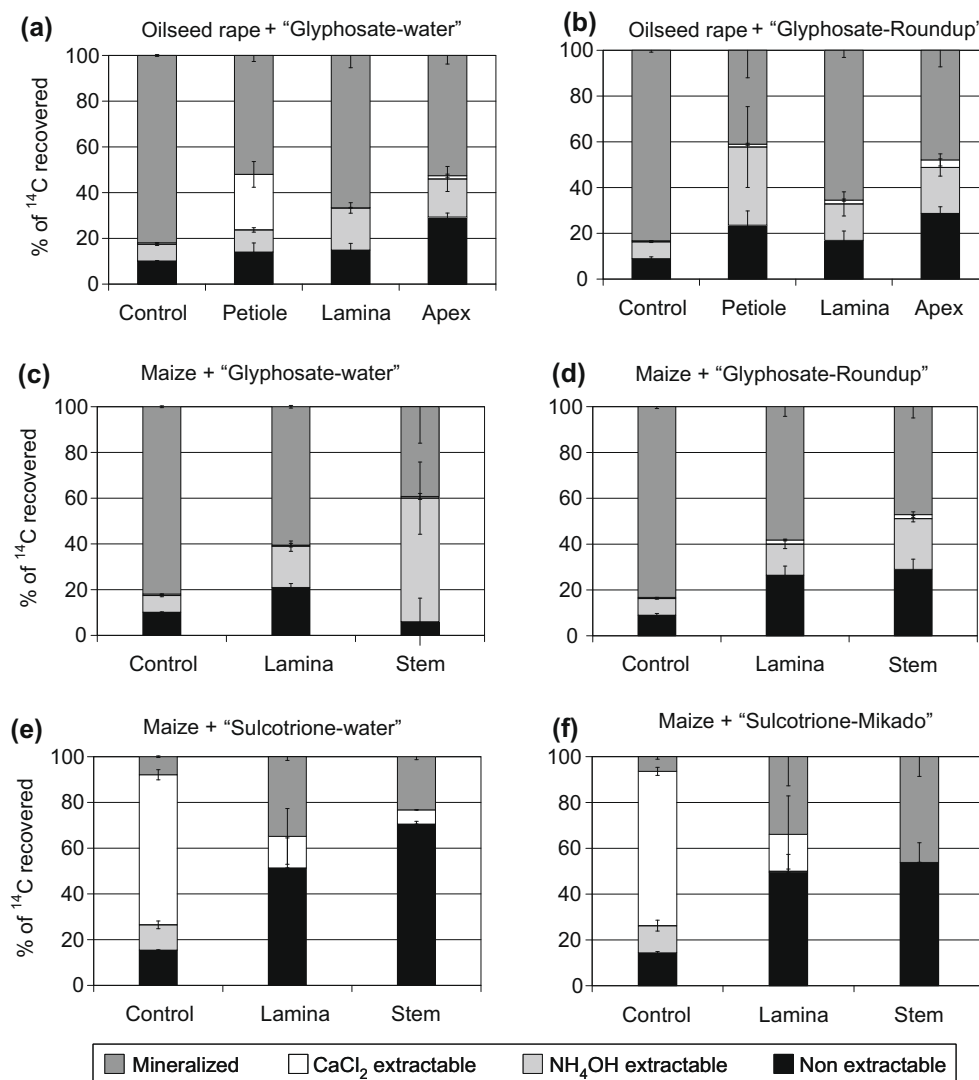 (a) Oilseed rape + “Glyphosate-water”
(b) Oilseed rape + “Glyphosate-Roundup”
% of ¹⁴C recovered
100
80
60
40
20
0
Control Petiole Lamina Apex
100
80
60
40
20
0
Control Petiole Lamina Apex
(c) Maize + “Glyphosate-water”
(d) Maize + “Glyphosate-Roundup”
% of ¹⁴C recovered
100
80
60
40
20
0
Control Lamina Stem
100
80
60
40
20
0
Control Lamina Stem
(e) Maize + “Sulcotrione-water”
(f) Maize + “Sulcotrione-Mikado”
% of ¹⁴C recovered
100
80
60
40
20
0
Control Lamina Stem
100
80
60
40
20
0
Control Lamina Stem
Mineralized CaCl₂ extractable NH₄OH extractable Non extractable